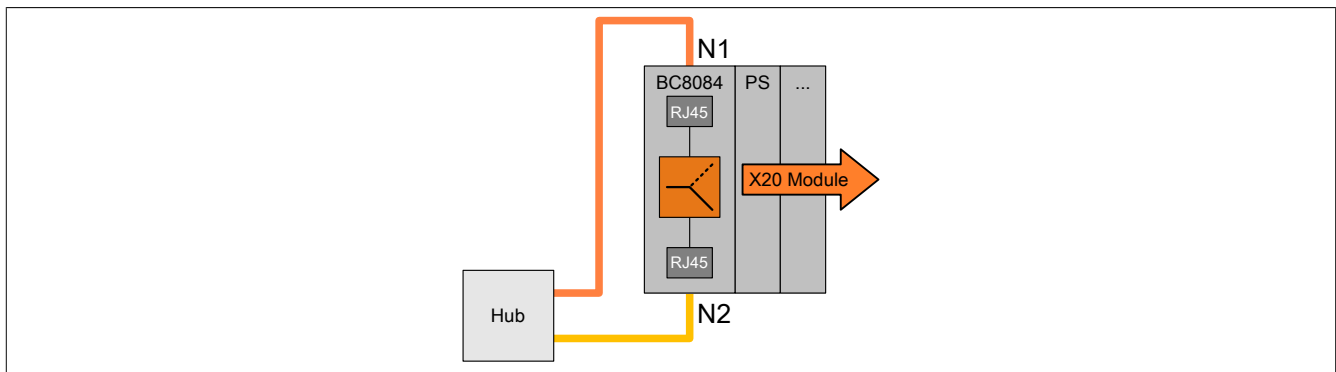 N1
BC8084 PS ...
RJ45
X20 Module
RJ45
Hub
N2